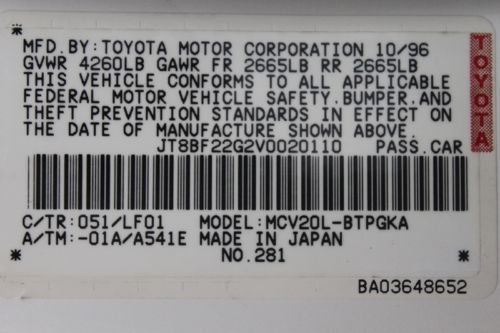 * *
MFD.BY:TOYOTA MOTOR CORPORATION 10/96
GVWR 4260LB GAWR FR 2665LB RR 2665LB
THIS VEHICLE CONFORMS TO ALL APPLICABLE
FEDERAL MOTOR VEHICLE SAFETY.BUMPER.AND
THEFT PREVENTION STANDARDS IN EFFECT ON
THE DATE OF MANUFACTURE SHOWN ABOVE.
JT8BF22G2V0020110 PASS.CAR
TOYOTA
C/TR:051/LF01 MODEL:MCV20L-BTPGKA
A/TM:-01A/A541E MADE IN JAPAN
* NO.281 *
BA03648652